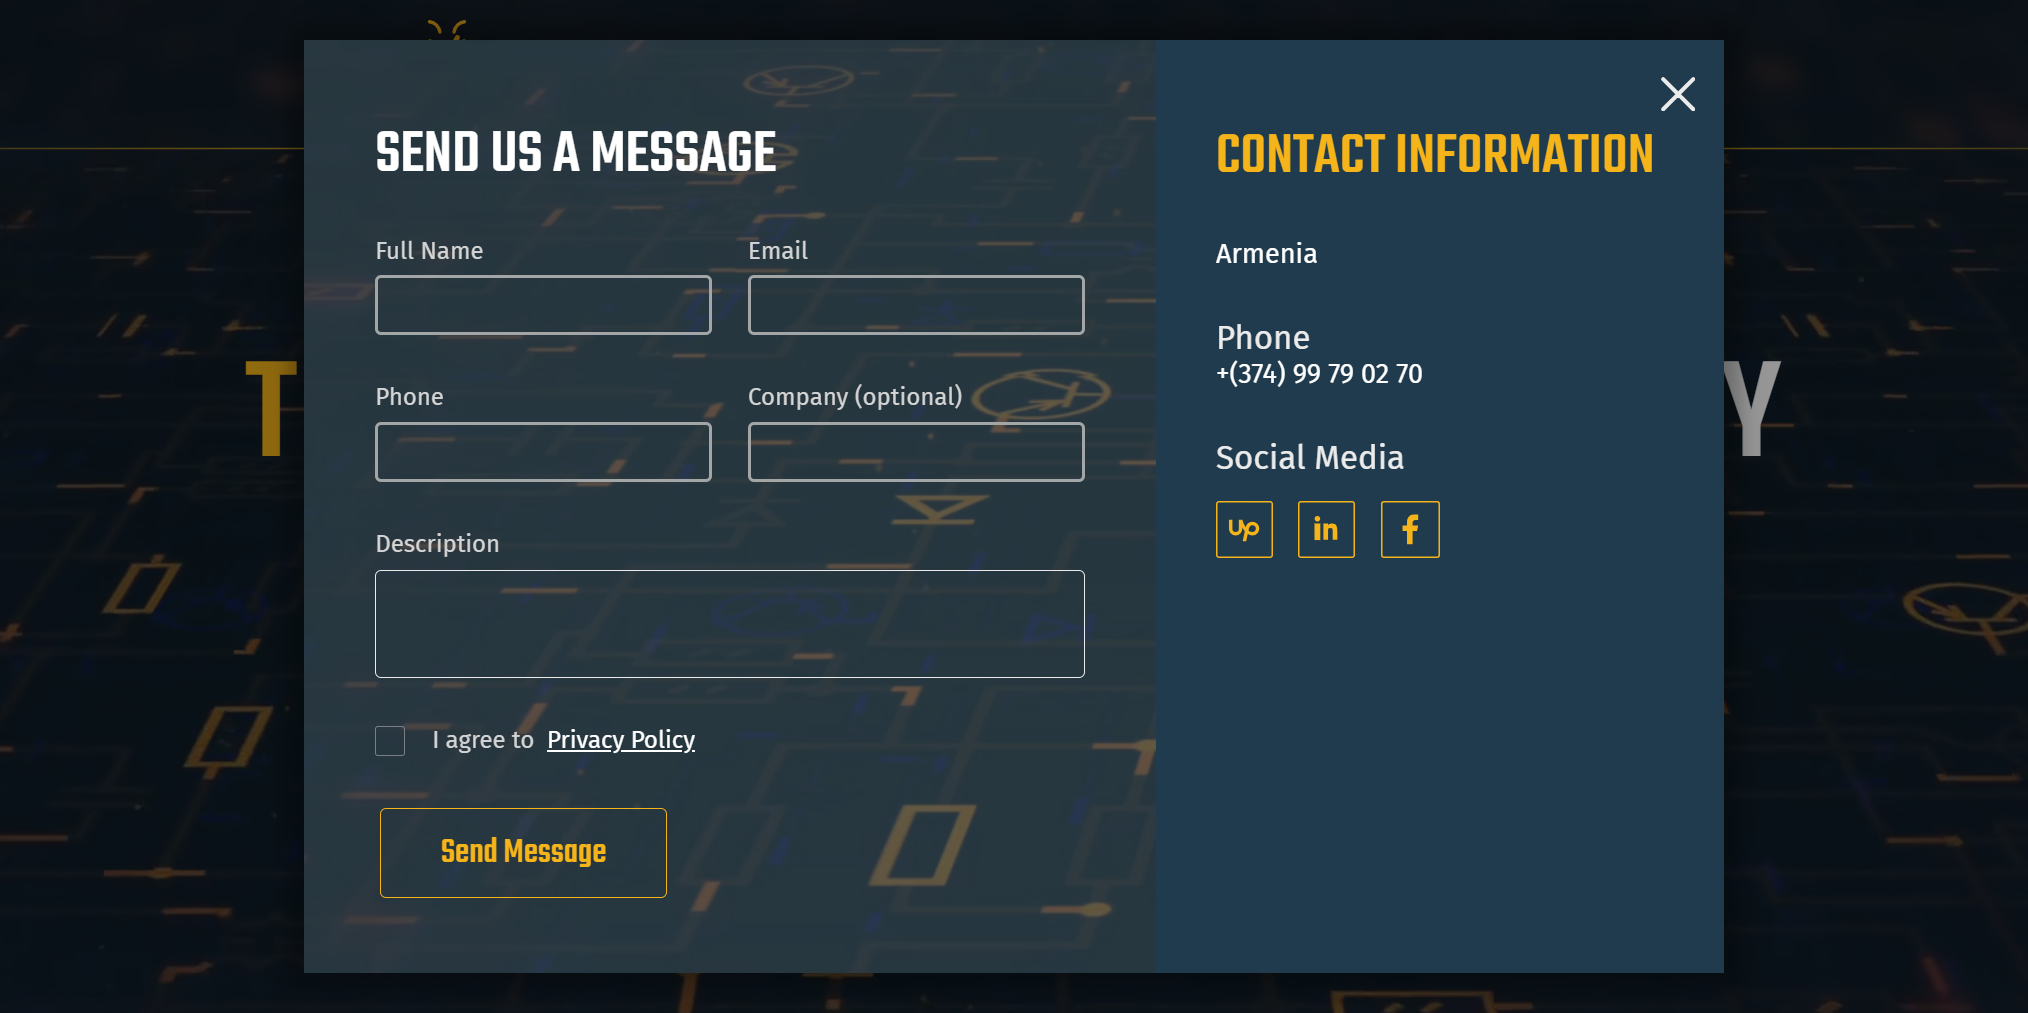 SEND US A MESSAGE
Full Name
Email
Phone
Company (optional)
Description
I agree to Privacy Policy
Send Message
CONTACT INFORMATION
Armenia
Phone
+(374) 99 79 02 70
Social Media
up
in
f
T
Y